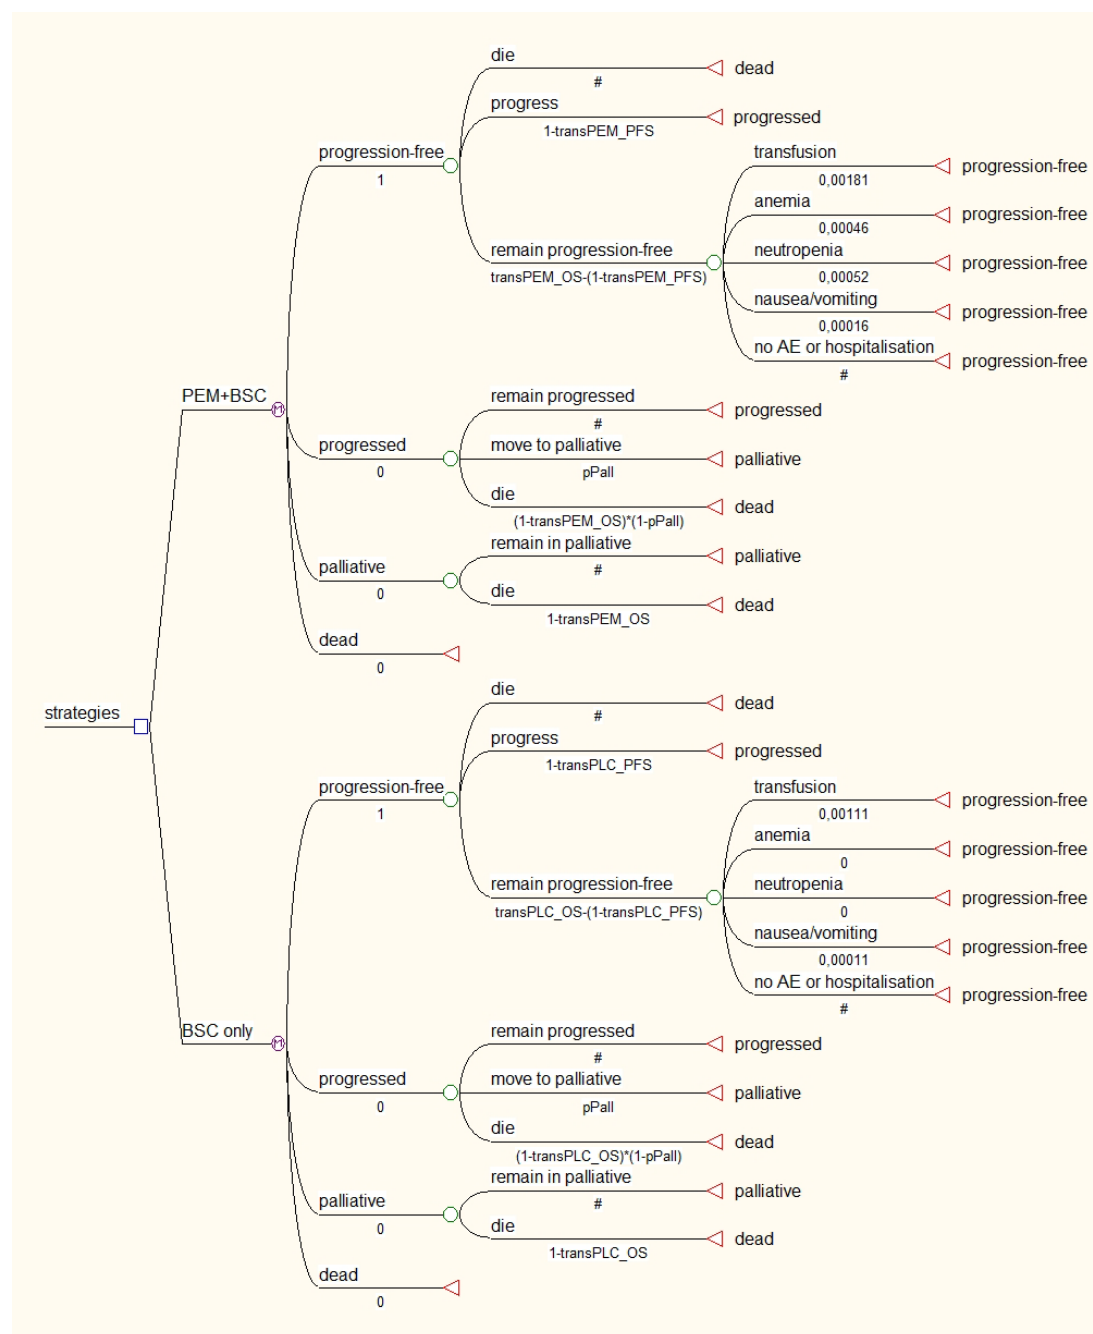 die
#
dead
progress
1-transPEM_PFS
progressed
progression-free
1
transfusion
0,00181
progression-free
anemia
0,00046
progression-free
remain progression-free
transPEM_OS-(1-transPEM_PFS)
neutropenia
0,00052
progression-free
nausea/vomiting
0,00016
progression-free
no AE or hospitalisation
#
progression-free
PEM+BSC
M
remain progressed
#
progressed
progressed
0
move to palliative
pPall
palliative
die
(1-transPEM_OS)*(1-pPall)
dead
remain in palliative
#
palliative
palliative
0
die
1-transPEM_OS
dead
dead
0
strategies
die
#
dead
progress
1-transPLC_PFS
progressed
progression-free
1
transfusion
0,00111
progression-free
anemia
0
progression-free
remain progression-free
transPLC_OS-(1-transPLC_PFS)
neutropenia
0
progression-free
nausea/vomiting
0,00011
progression-free
no AE or hospitalisation
#
progression-free
BSC only
M
remain progressed
#
progressed
progressed
0
move to palliative
pPall
palliative
die
(1-transPLC_OS)*(1-pPall)
dead
remain in palliative
#
palliative
palliative
0
die
1-transPLC_OS
dead
dead
0